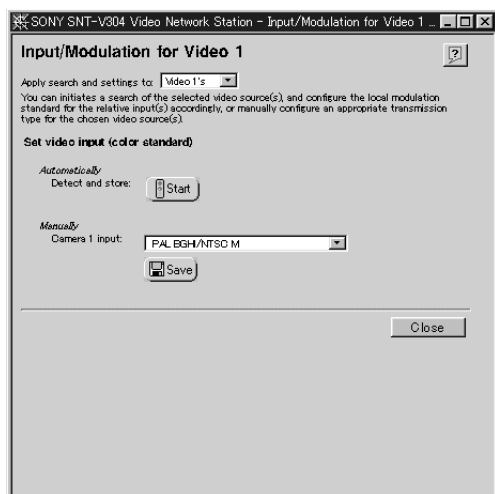 SONY SNT-V304 Video Network Station - Input/Modulation for Video 1 ...
Input/Modulation for Video 1
?
Apply search and settings to: Video 1's
You can initiates a search of the selected video source(s), and configure the local modulation
standard for the relative input(s) accordingly, or manually configure an appropriate transmission
type for the chosen video source(s).
Set video input (color standard)
Automatically
Detect and store: Start
Manually
Camera 1 input: PAL BGHI/NTSC M
Save
Close